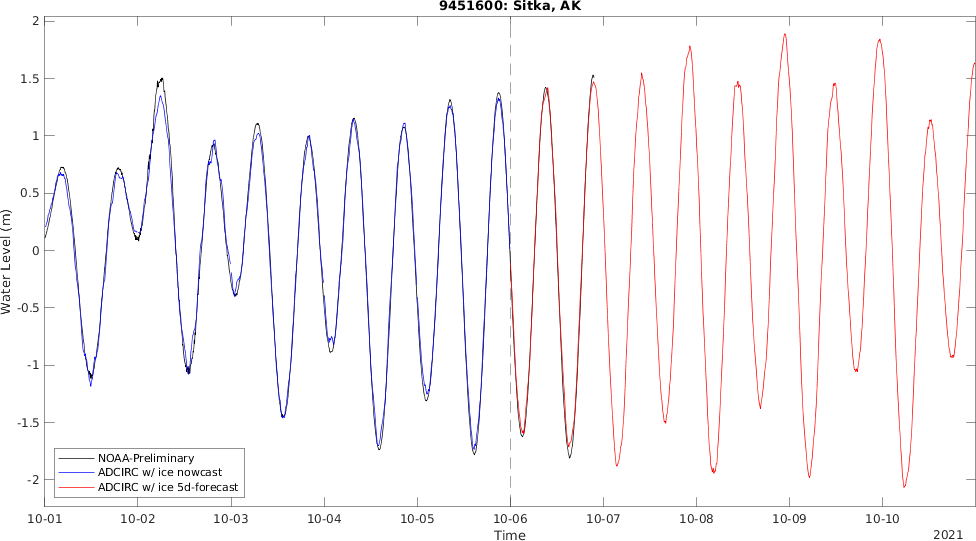 9451600: Sitka, AK
2
1.5
1
0.5
0
-0.5
-1
-1.5
-2
Water Level (m)
NOAA-Preliminary
ADCIRC w/ ice nowcast
ADCIRC w/ ice 5d-forecast
10-01 10-02 10-03 10-04 10-05 10-06 10-07 10-08 10-09 10-10
Time
2021